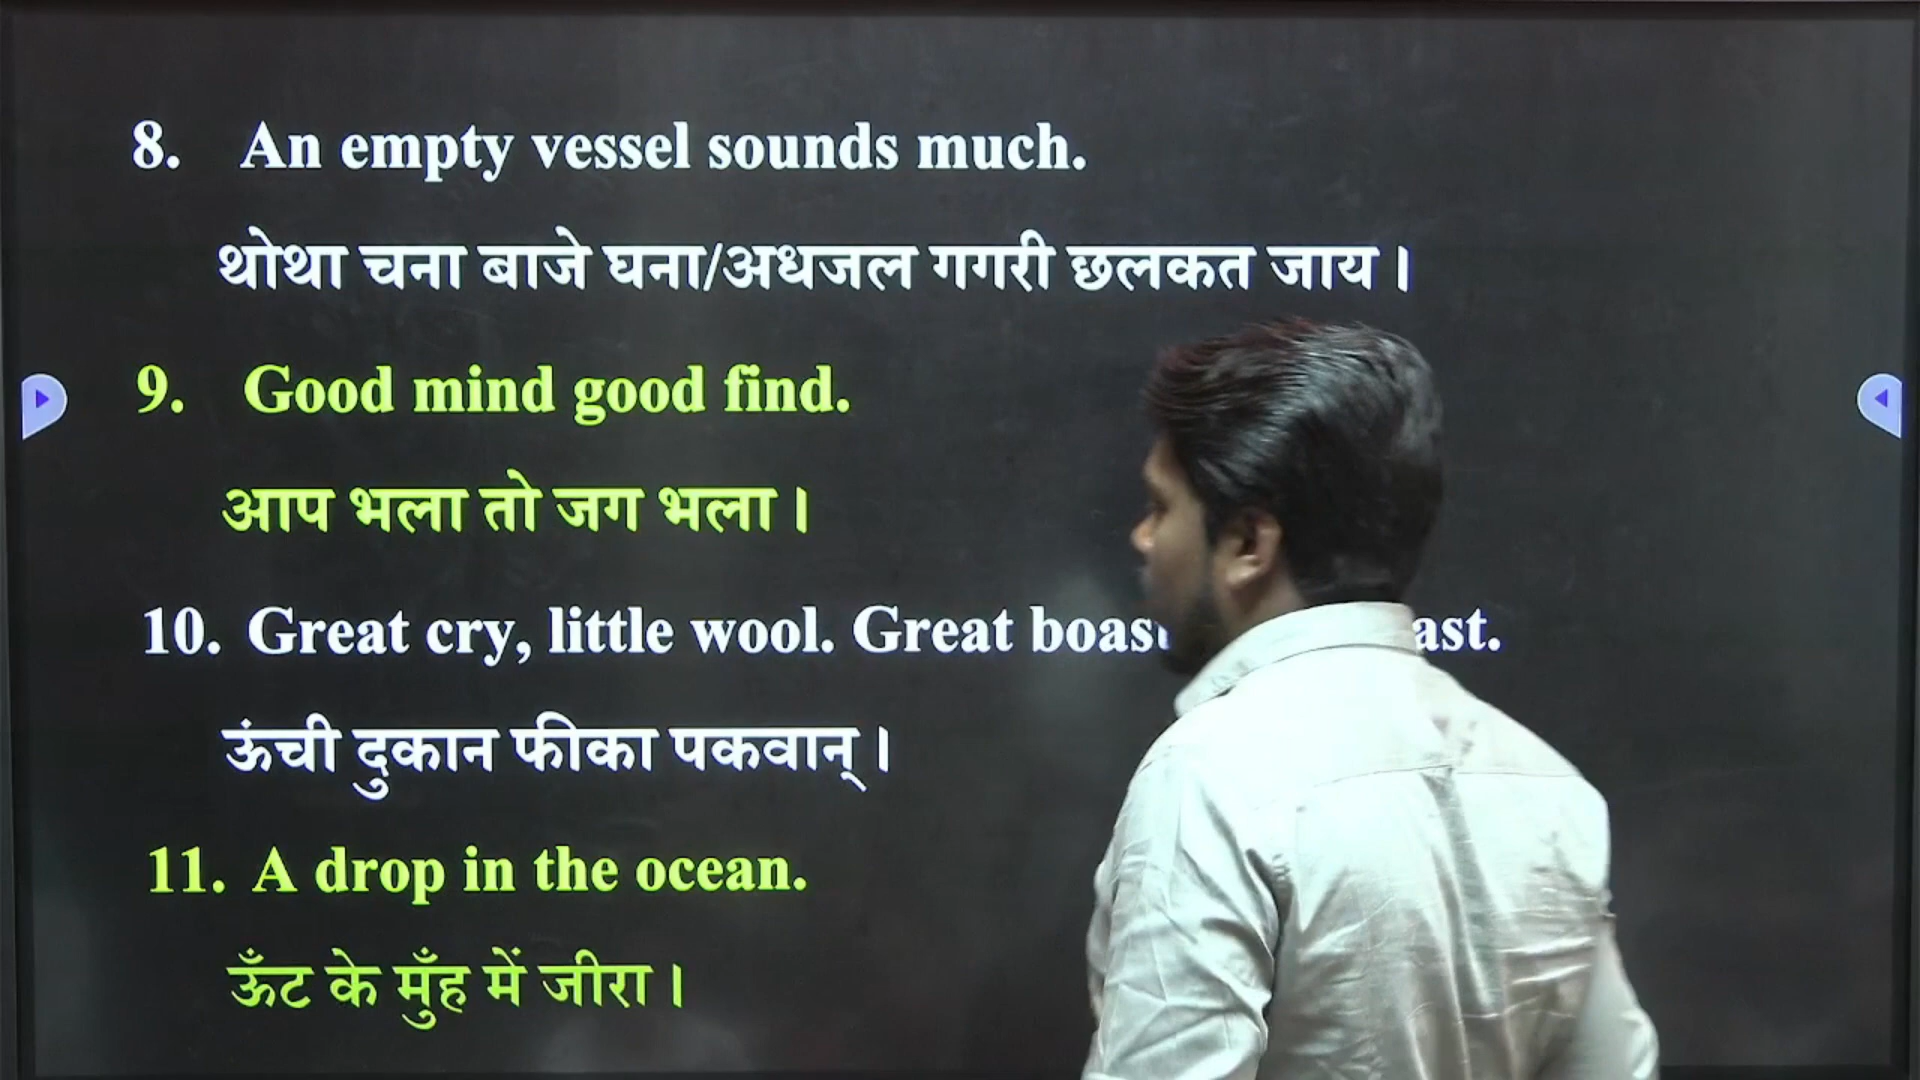 8. An empty vessel sounds much.
थोथा चना बाजे घना/अधजल गगरी छलकत जाय।
9. Good mind good find.
आप भला तो जग भला।
10. Great cry, little wool. Great
ऊंची दुकान फीका पकवान्।
11. A drop in the ocean.
ऊँट के मुँह में जीरा।